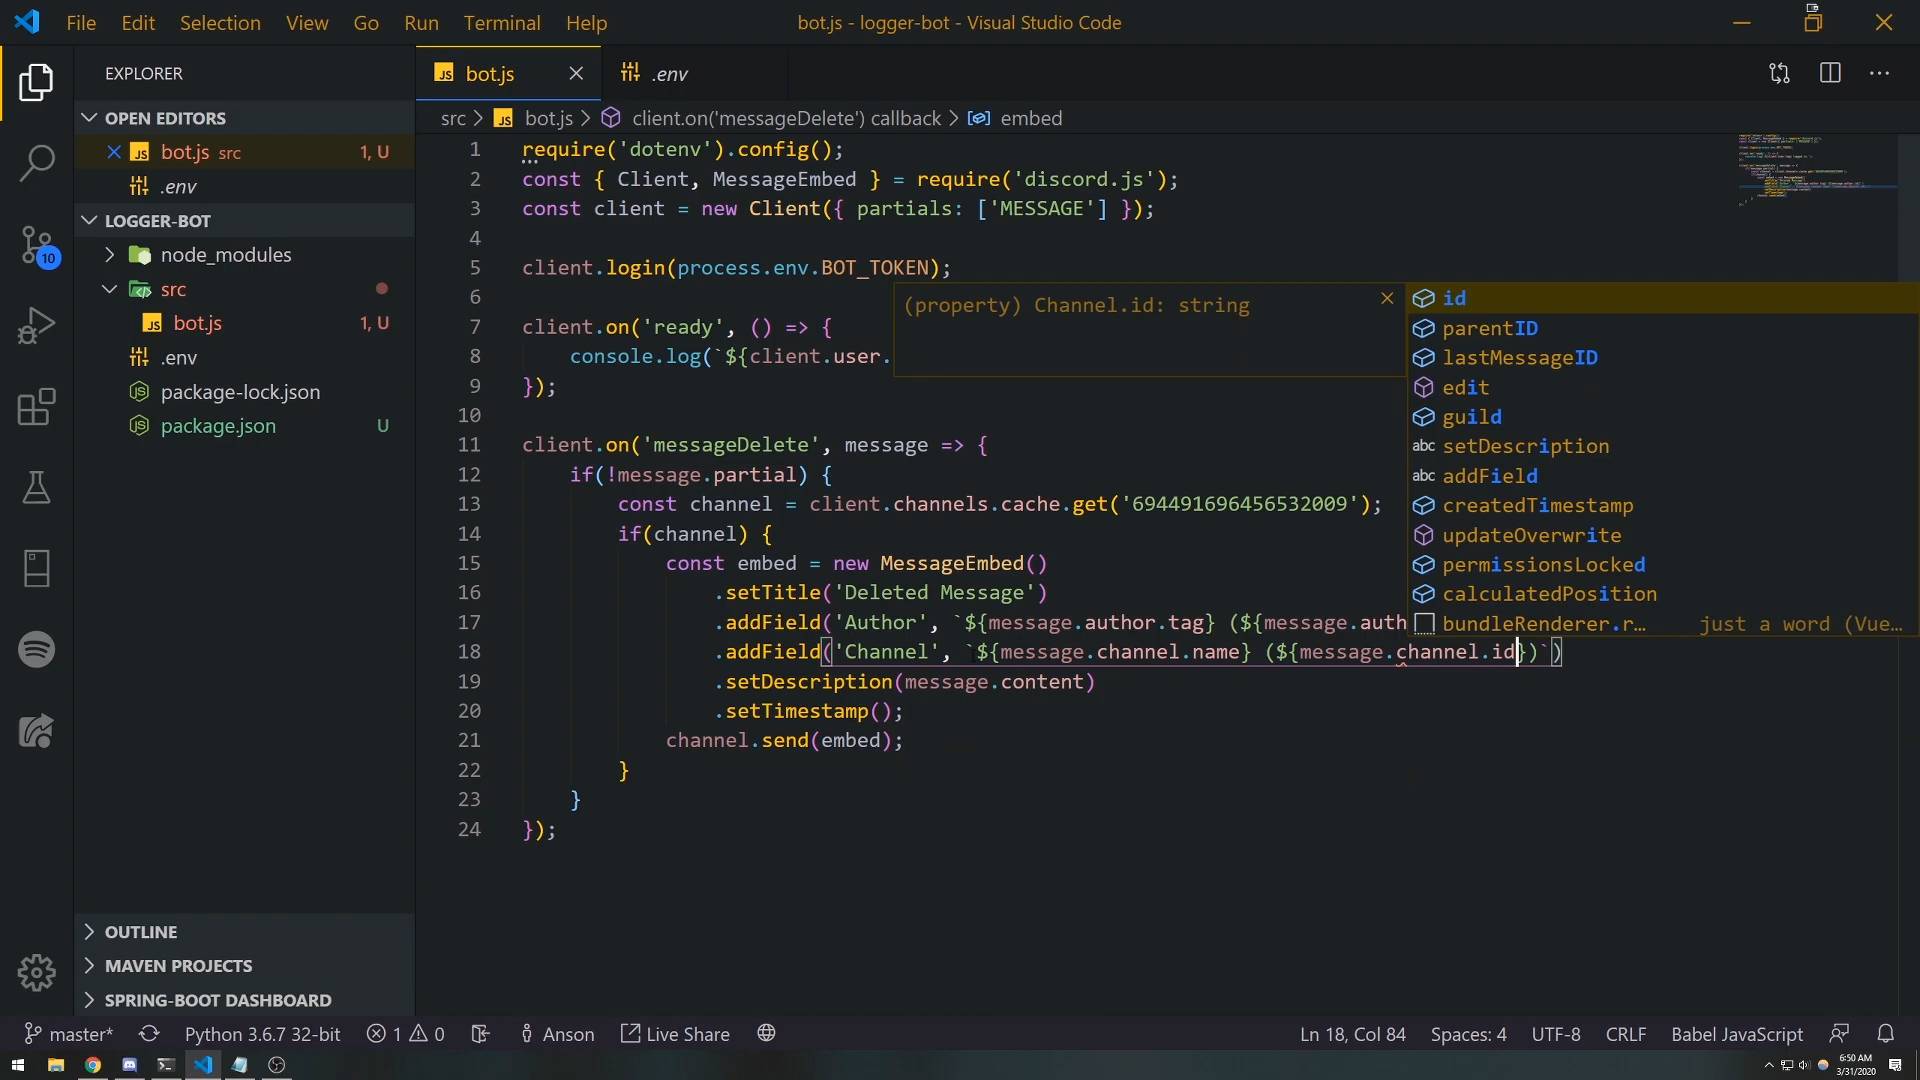 File Edit Selection View Go Run Terminal Help
bot.js - logger-bot - Visual Studio Code
EXPLORER
OPEN EDITORS
bot.js src 1, U
.env
LOGGER-BOT
node_modules
src
bot.js 1, U
.env
package-lock.json
package.json U
OUTLINE
MAVEN PROJECTS
SPRING-BOOT DASHBOARD
10
bot.js
.env
src > bot.js > client.on('messageDelete') callback > embed
1 require('dotenv').config();
2 const { Client, MessageEmbed } = require('discord.js');
3 const client = new Client({ partials: ['MESSAGE'] });
4
5 client.login(process.env.BOT_TOKEN);
6
7 client.on('ready', () => {
8 console.log(`${client.user.
9 });
10
11 client.on('messageDelete', message => {
12 if(!message.partial) {
13 const channel = client.channels.cache.get('694491696456532009');
14 if(channel) {
15 const embed = new MessageEmbed()
16 .setTitle('Deleted Message')
17 .addField('Author', `${message.author.tag} (${message.auth
18 .addField('Channel', `${message.channel.name} (${message.channel.id})`)
19 .setDescription(message.content)
20 .setTimestamp();
21 channel.send(embed);
22 }
23 }
24 });
(property) Channel.id: string
id
parentID
lastMessageID
edit
guild
abc setDescription
abc addField
createdTimestamp
updateOverwrite
permissionsLocked
calculatedPosition
bundleRenderer.r… just a word (Vue…
master* Python 3.6.7 32-bit 1 0 Anson Live Share Ln 18, Col 84 Spaces: 4 UTF-8 CRLF Babel JavaScript
6:50 AM
3/31/2020